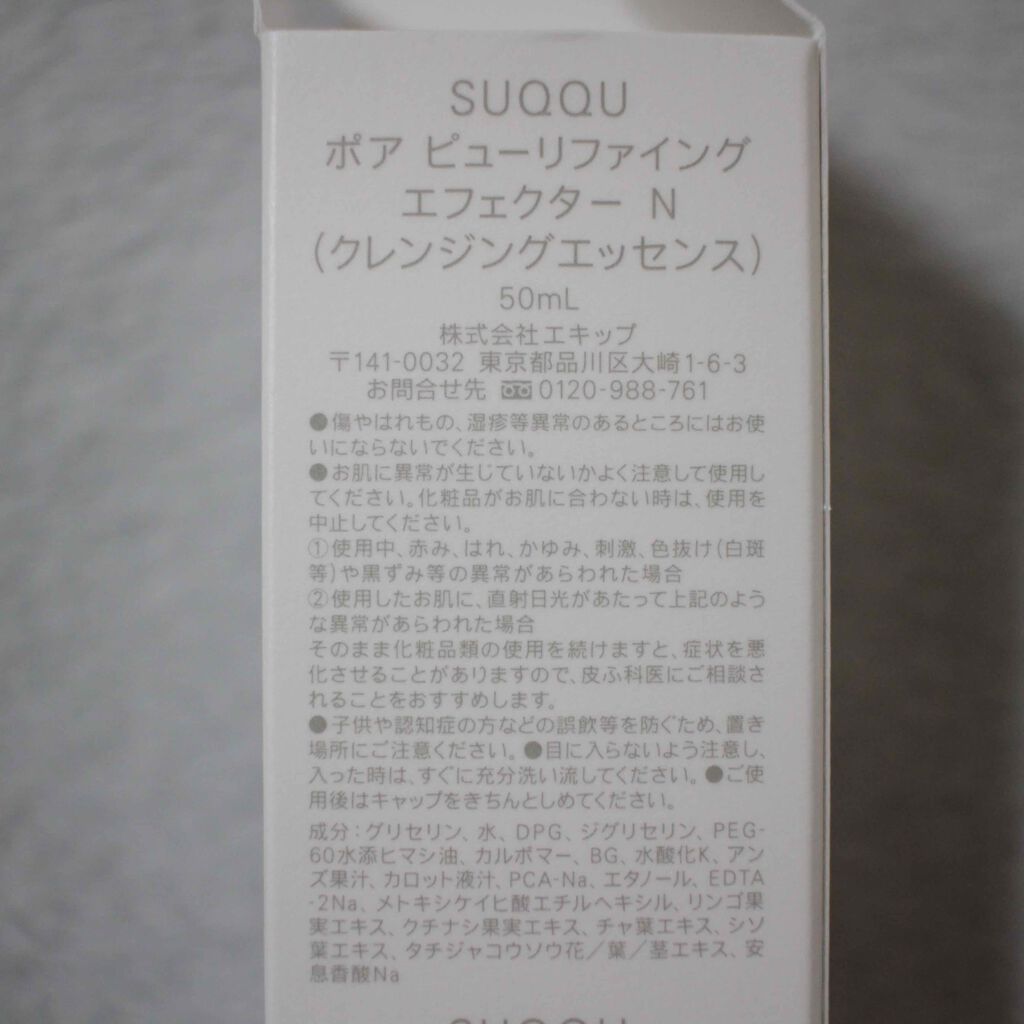 SUQQU
ポア ピューリファイング
エフェクター N
(クレンジングエッセンス)
50mL
株式会社エキップ
〒141-0032 東京都品川区大崎1-6-3
お問合せ先 0120-988-761
●傷やはれもの、湿疹等異常のあるところにはお使
いにならないでください。
●お肌に異常が生じていないかよく注意して使用し
てください。化粧品がお肌に合わない時は、使用を
中止してください。
①使用中、赤み、はれ、かゆみ、刺激、色抜け(白斑
等)や黒ずみ等の異常があらわれた場合
②使用したお肌に、直射日光があたって上記のよう
な異常があらわれた場合
そのまま化粧品類の使用を続けますと、症状を悪
化させることがありますので、皮ふ科医にご相談さ
れることをおすすめします。
●子供や認知症の方などの誤飲等を防ぐため、置き
場所にご注意ください。●目に入らないよう注意し、
入った時は、すぐに充分洗い流してください。●ご使
用後はキャップをきちんとしめてください。
成分：グリセリン、水、DPG、ジグリセリン、PEG-
60水添ヒマシ油、カルボマー、BG、水酸化K、アン
ズ果汁、カロット液汁、PCA-Na、エタノール、EDTA
-2Na、メトキシケイヒ酸エチルヘキシル、リンゴ果
実エキス、クチナシ果実エキス、チャ葉エキス、シソ
葉エキス、タチジャコウソウ花／葉／茎エキス、安
息香酸Na
SUQQU